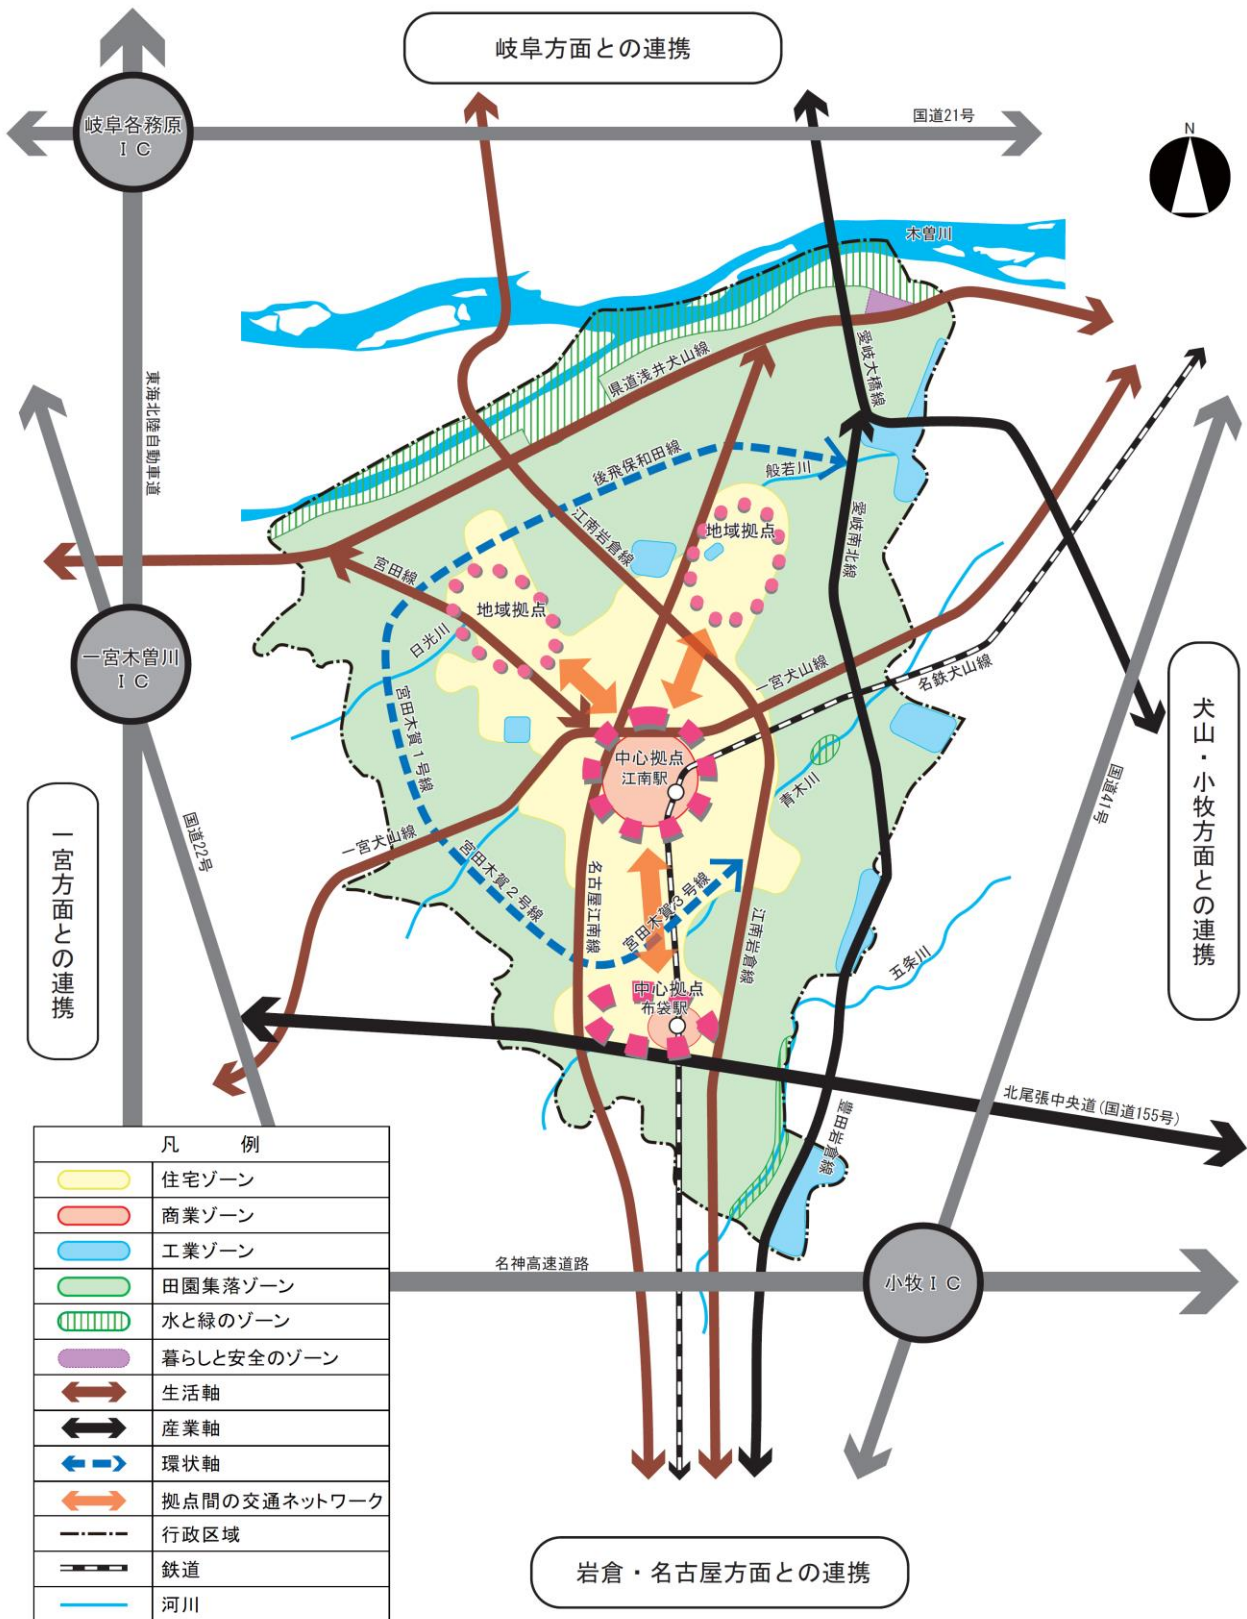 岐阜方面との連携
岐阜各務原
ＩＣ
国道21号
N
木曽川
東海北陸自動車道
県道浅井犬山線
愛岐大橋線
後飛保和田線
般若川
江南岩倉線
地域拠点
愛岐南北線
宮田線
地域拠点
日光川
一宮木曽川
ＩＣ
一宮犬山線
名鉄犬山線
宮田木賀１号線
中心拠点
江南駅
青木川
犬山・小牧方面との連携
国道41号
一宮方面との連携
国道22号
一宮犬山線
宮田木賀２号線
名古屋江南線
宮田木賀３号線
江南岩倉線
五条川
中心拠点
布袋駅
北尾張中央道(国道155号)
豊田岩倉線
名神高速道路
小牧ＩＣ
凡 例
住宅ゾーン
商業ゾーン
工業ゾーン
田園集落ゾーン
水と緑のゾーン
暮らしと安全のゾーン
生活軸
産業軸
環状軸
拠点間の交通ネットワーク
行政区域
鉄道
河川
岩倉・名古屋方面との連携